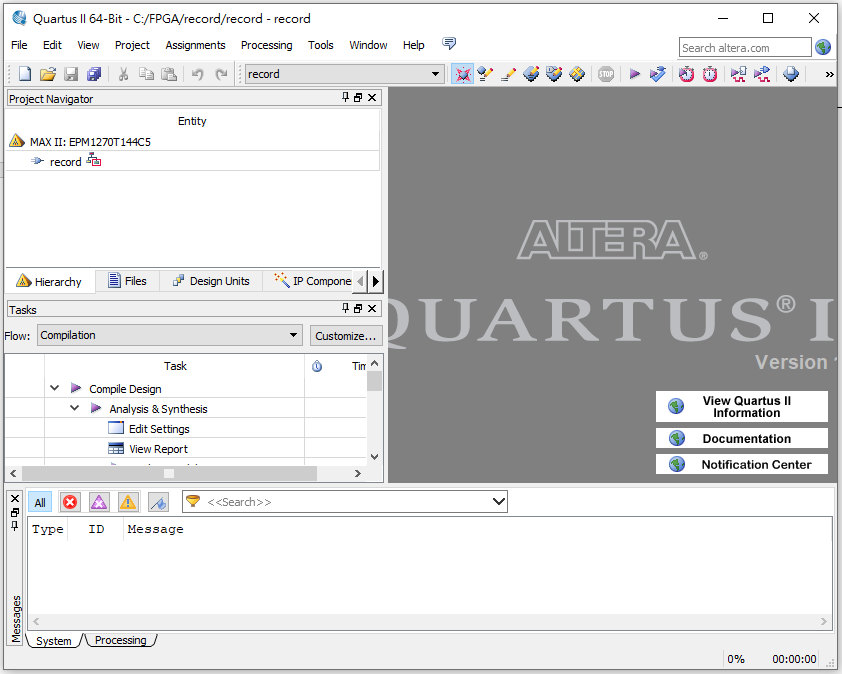 Quartus II 64-Bit - C:/FPGA/record/record - record
File Edit View Project Assignments Processing Tools Window Help
Search altera.com
record
STOP
»
Project Navigator
Entity
MAX II: EPM1270T144C5
record
Hierarchy Files Design Units IP Compone
Tasks
Flow: Compilation Customize...
Task Tim
Compile Design
Analysis & Synthesis
Edit Settings
View Report
ALTERA®
QUARTUS® I
Version
View Quartus II
Information
Documentation
Notification Center
All <<Search>>
Type ID Message
Messages
System Processing
0% 00:00:00